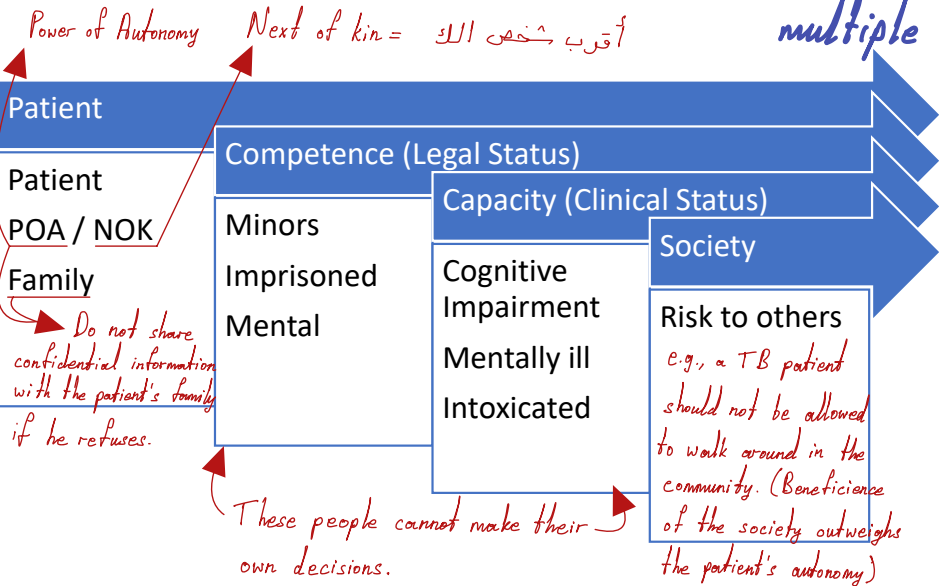 Power of Autonomy
Next of kin = أقرب شخص الك
multiple
Patient
Patient
POA / NOK
Family
Do not share
confidential information
with the patient's family
if he refuses.
Competence (Legal Status)
Minors
Imprisoned
Mental
Capacity (Clinical Status)
Cognitive
Impairment
Mentally ill
Intoxicated
These people cannot make their
own decisions.
Society
Risk to others
e.g., a TB patient
should not be allowed
to walk around in the
community. (Beneficience
of the society outweighs
the patient's autonomy)